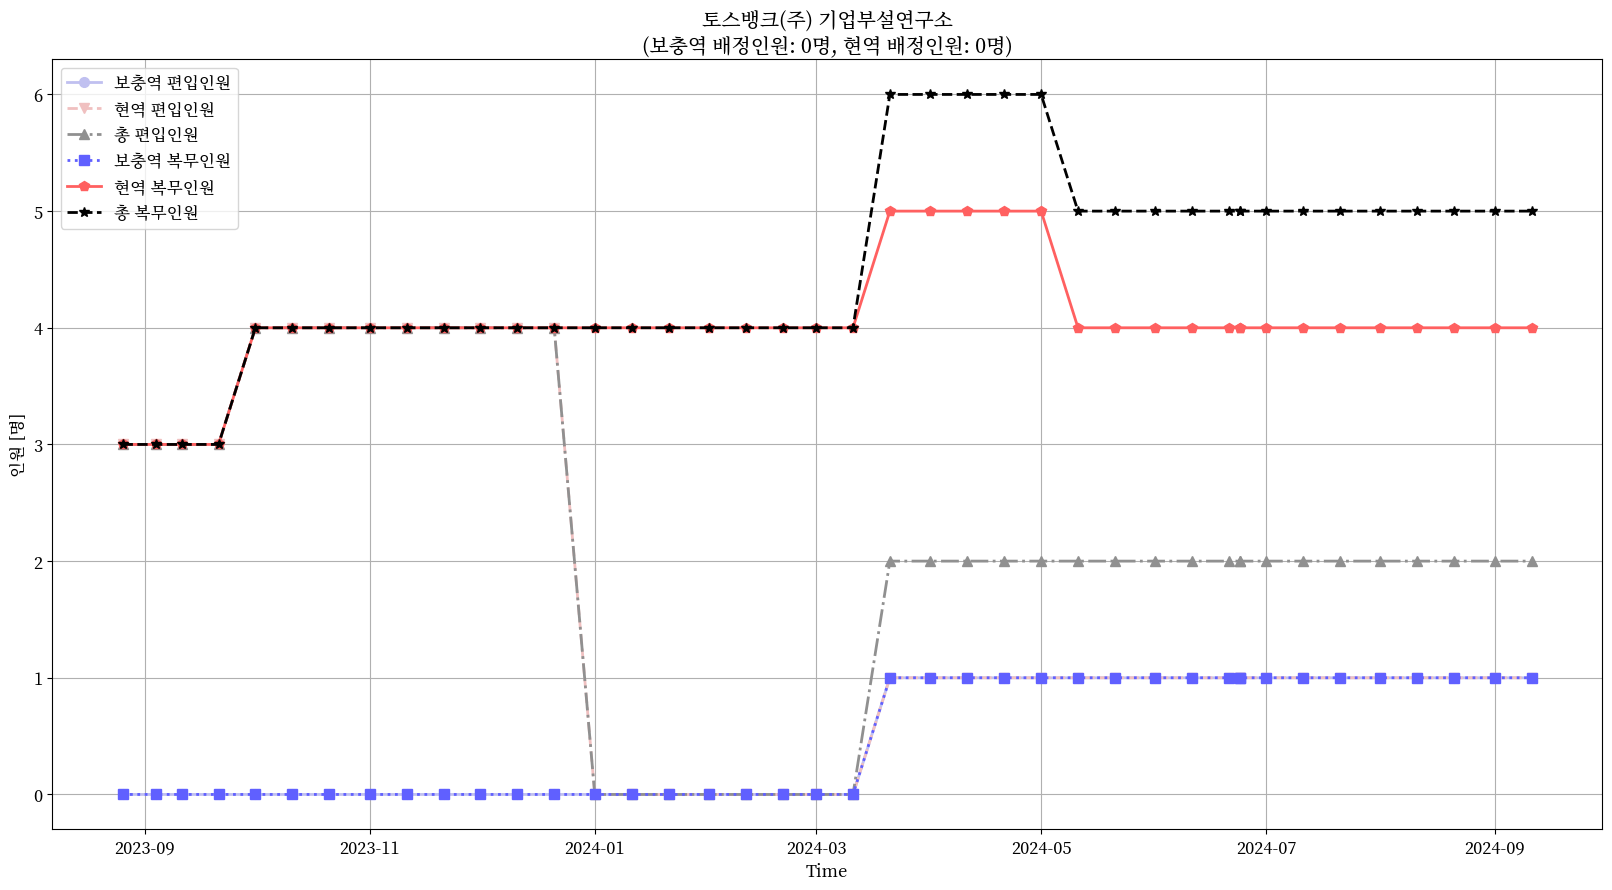 토스뱅크(주) 기업부설연구소
(보충역 배정인원: 0명, 현역 배정인원: 0명)
보충역 편입인원
현역 편입인원
총 편입인원
보충역 복무인원
현역 복무인원
총 복무인원
인원 [명]
6
5
4
3
2
1
0
2023-09
2023-11
2024-01
2024-03
2024-05
2024-07
2024-09
Time